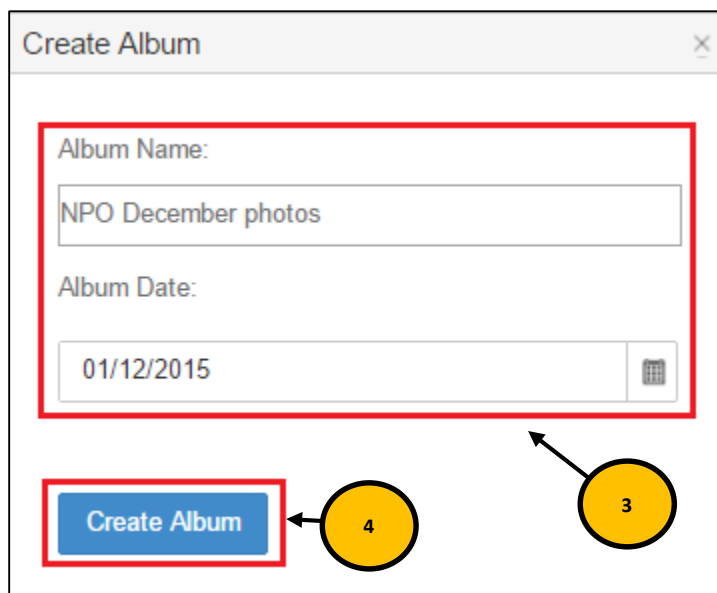 Create Album
Album Name:
NPO December photos
Album Date:
01/12/2015
3
Create Album
4